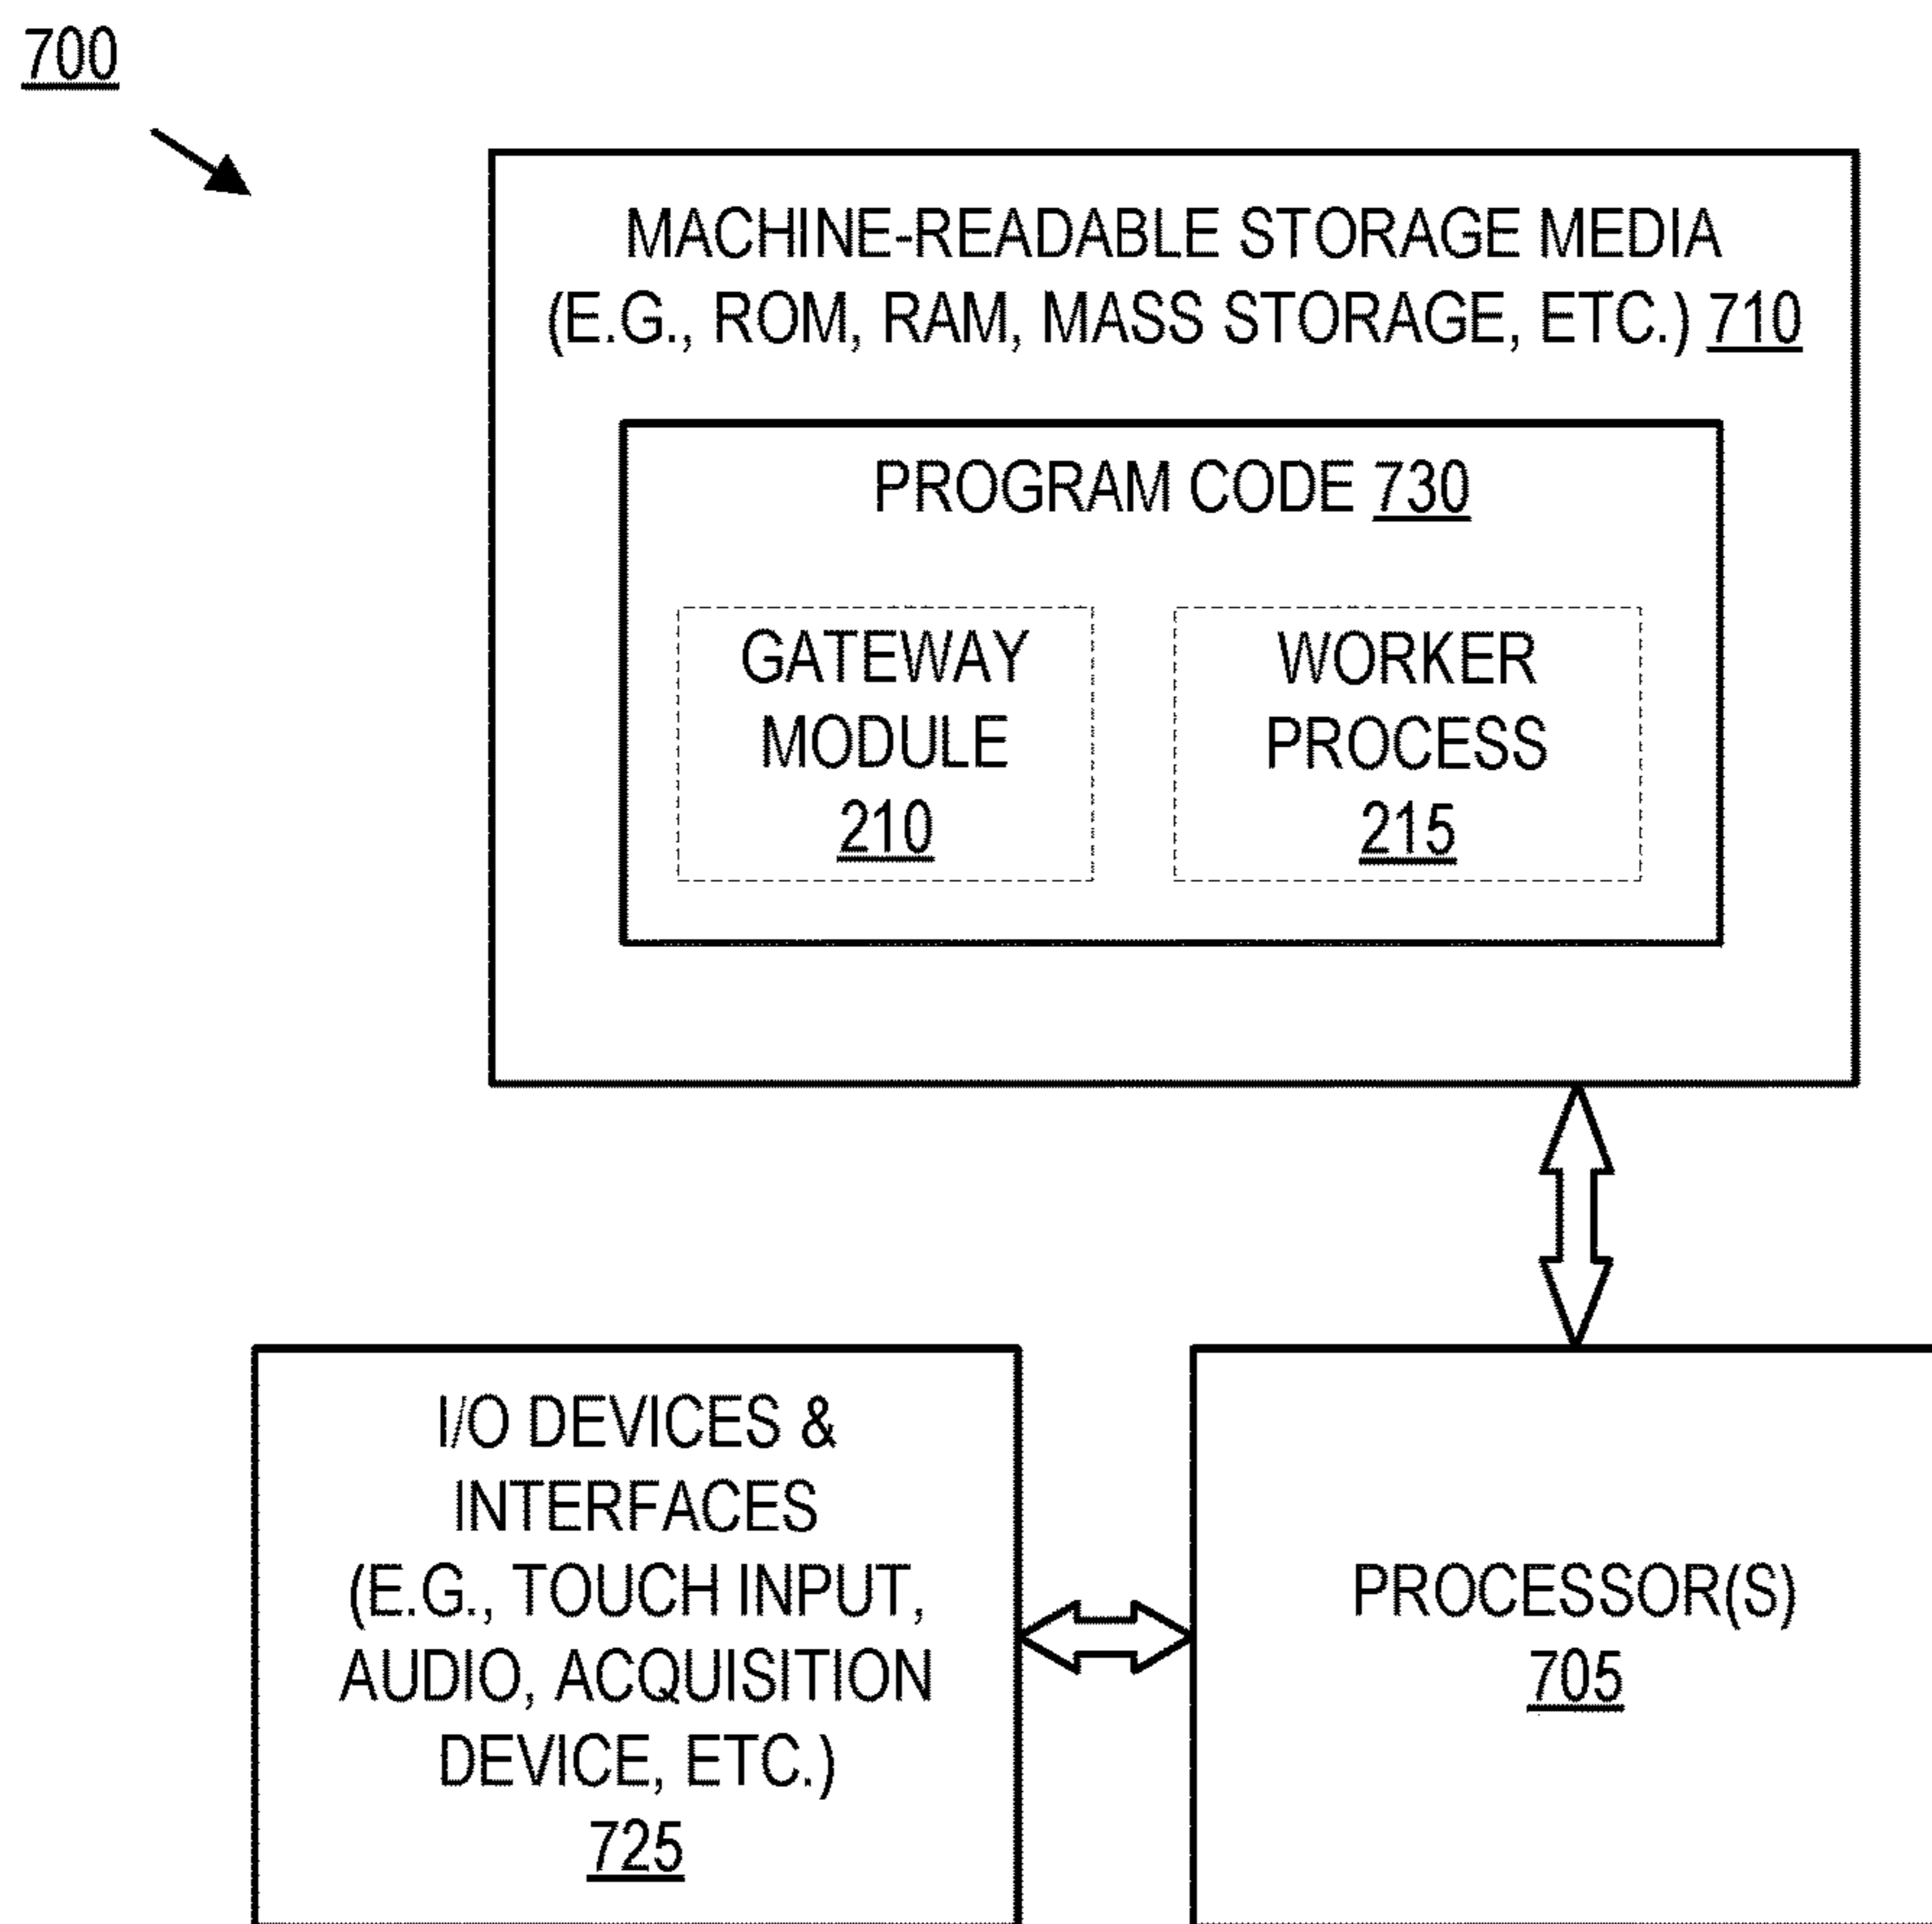 700
MACHINE-READABLE STORAGE MEDIA
(E.G., ROM, RAM, MASS STORAGE, ETC.) 710
PROGRAM CODE 730
GATEWAY
MODULE
210
WORKER
PROCESS
215
I/O DEVICES &
INTERFACES
(E.G., TOUCH INPUT,
AUDIO, ACQUISITION
DEVICE, ETC.)
725
PROCESSOR(S)
705